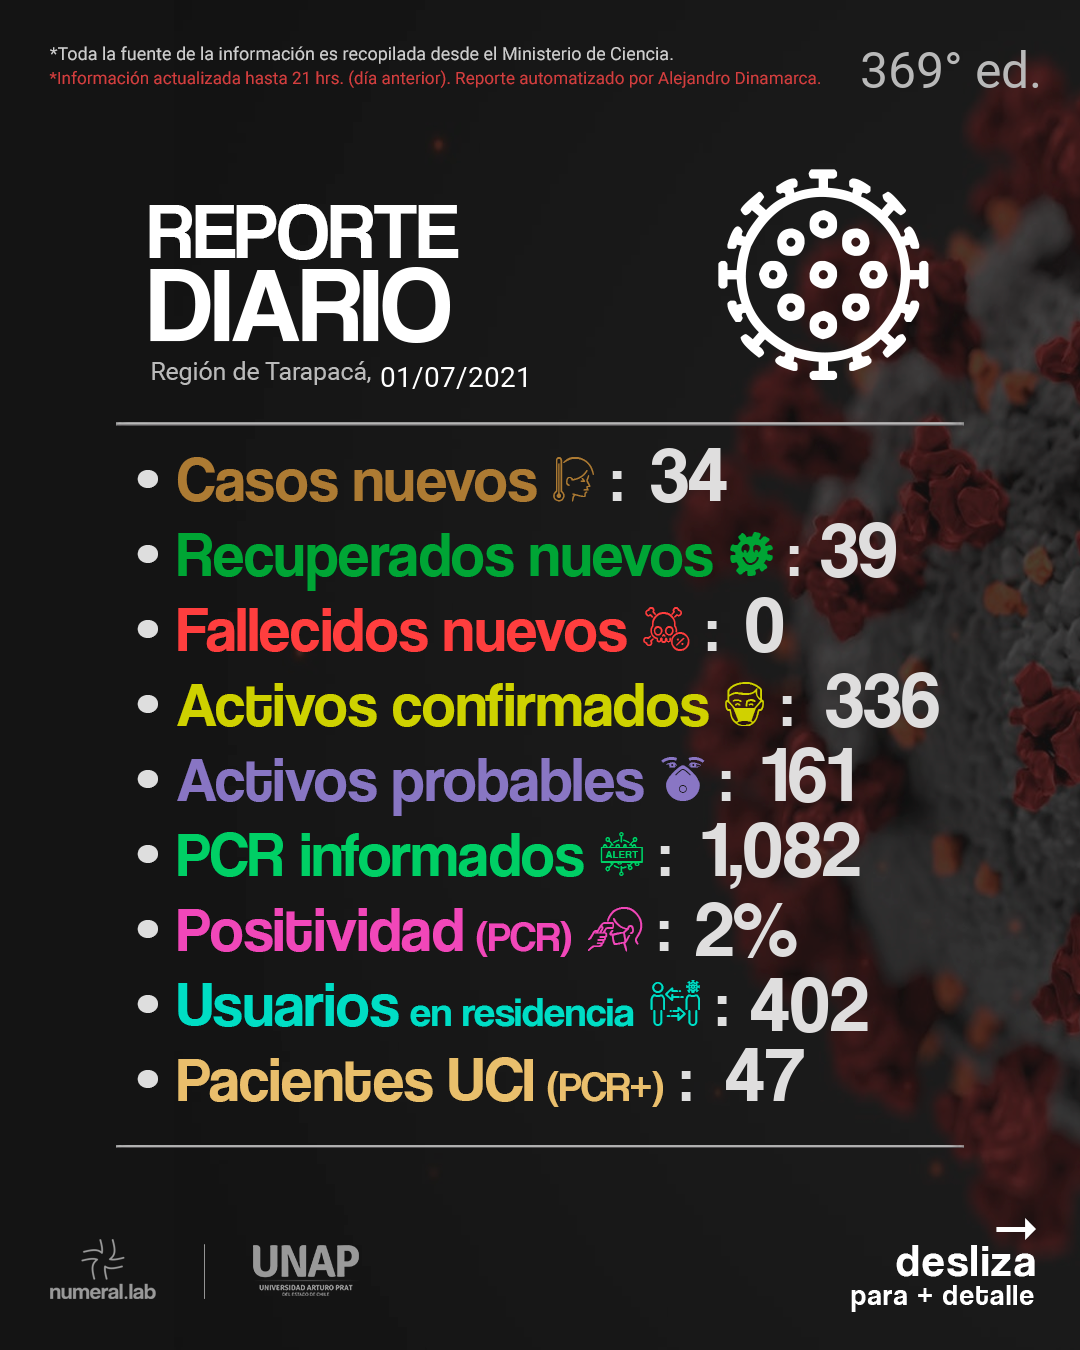 *Toda la fuente de la información es recopilada desde el Ministerio de Ciencia.
*Información actualizada hasta 21 hrs. (día anterior). Reporte automatizado por Alejandro Dinamarca.
369° ed.
REPORTE
DIARIO
Región de Tarapacá, 01/07/2021
• Casos nuevos : 34
• Recuperados nuevos : 39
• Fallecidos nuevos : 0
• Activos confirmados : 336
• Activos probables : 161
• PCR informados ALERT : 1,082
• Positividad (PCR) : 2%
• Usuarios en residencia : 402
• Pacientes UCI (PCR+) : 47
numeral.lab
UNAP
UNIVERSIDAD ARTURO PRAT
DEL ESTADO DE CHILE
desliza
para + detalle